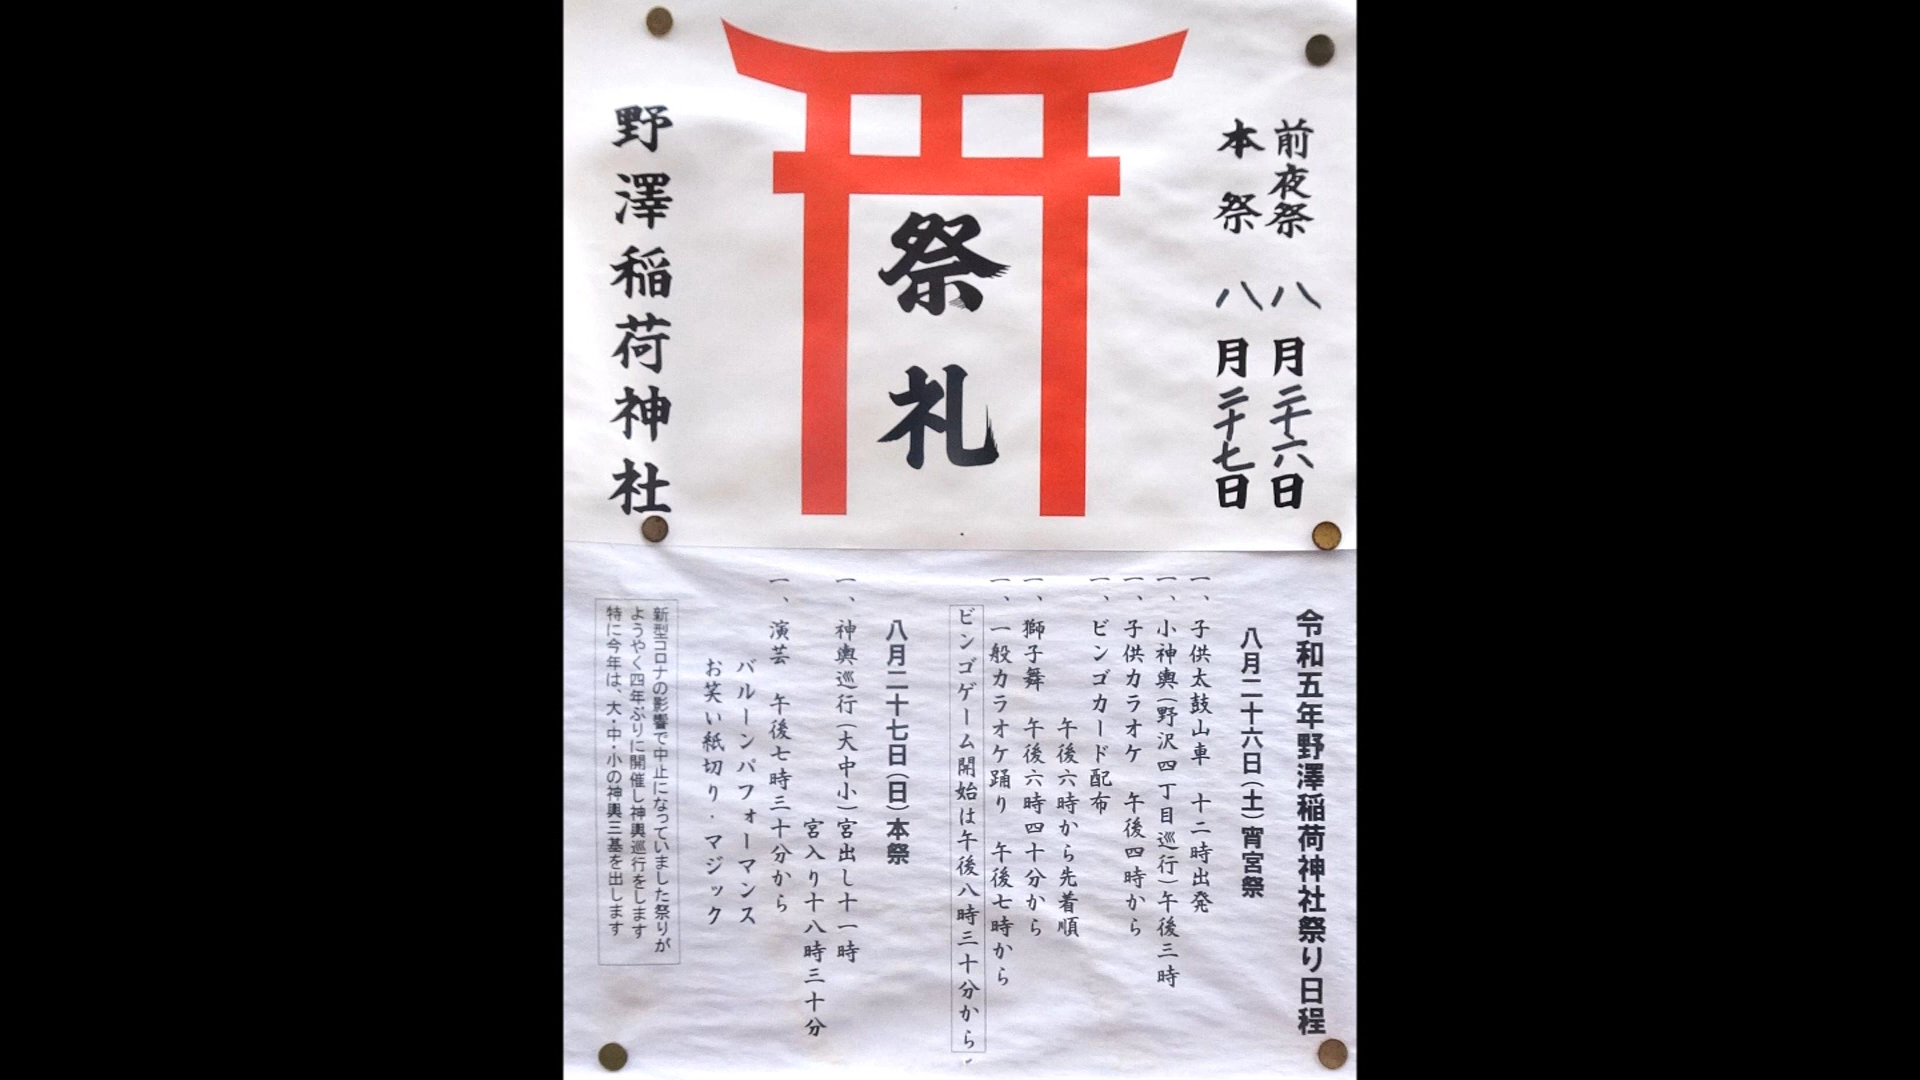 前夜祭 八月二十六日
本祭 八月二十七日
祭礼
野澤稲荷神社
令和五年野澤稲荷神社祭り日程
八月二十六日(土)宵宮祭
一、子供太鼓山車 十二時出発
一、小神輿(野沢四丁目巡行)午後三時
一、子供カラオケ 午後四時から
一、ビンゴカード配布
午後六時から先着順
一、獅子舞 午後六時四十分から
一、一般カラオケ踊り 午後七時から
ビンゴゲーム開始は午後八時三十分から
八月二十七日(日)本祭
一、神輿巡行(大中小)宮出し十一時
宮入り十八時三十分
一、演芸 午後七時三十分から
バルーンパフォーマンス
お笑い紙切り・マジック
新型コロナの影響で中止になっていました祭りが
ようやく四年ぶりに開催し神輿巡行をします
特に今年は、大・中・小の神輿三基を出します